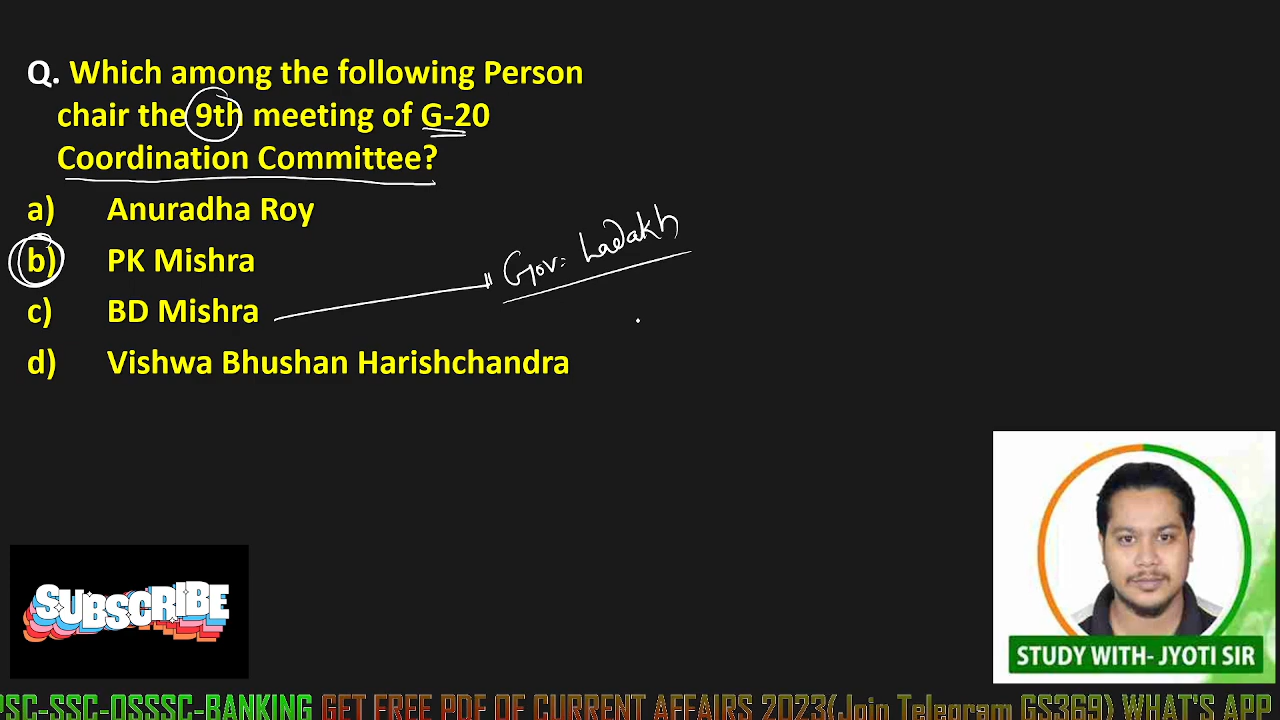 Q. Which among the following Person
chair the 9th meeting of G-20
Coordination Committee?
a) Anuradha Roy
b) PK Mishra
Gov: Ladakh
c) BD Mishra
d) Vishwa Bhushan Harishchandra
SUBSCRIBE
STUDY WITH- JYOTI SIR
PSC-SSC-OSSSC-BANKING GET FREE PDF OF CURRENT AFFAIRS 2023(Join Telegram GS369) WHAT'S APP